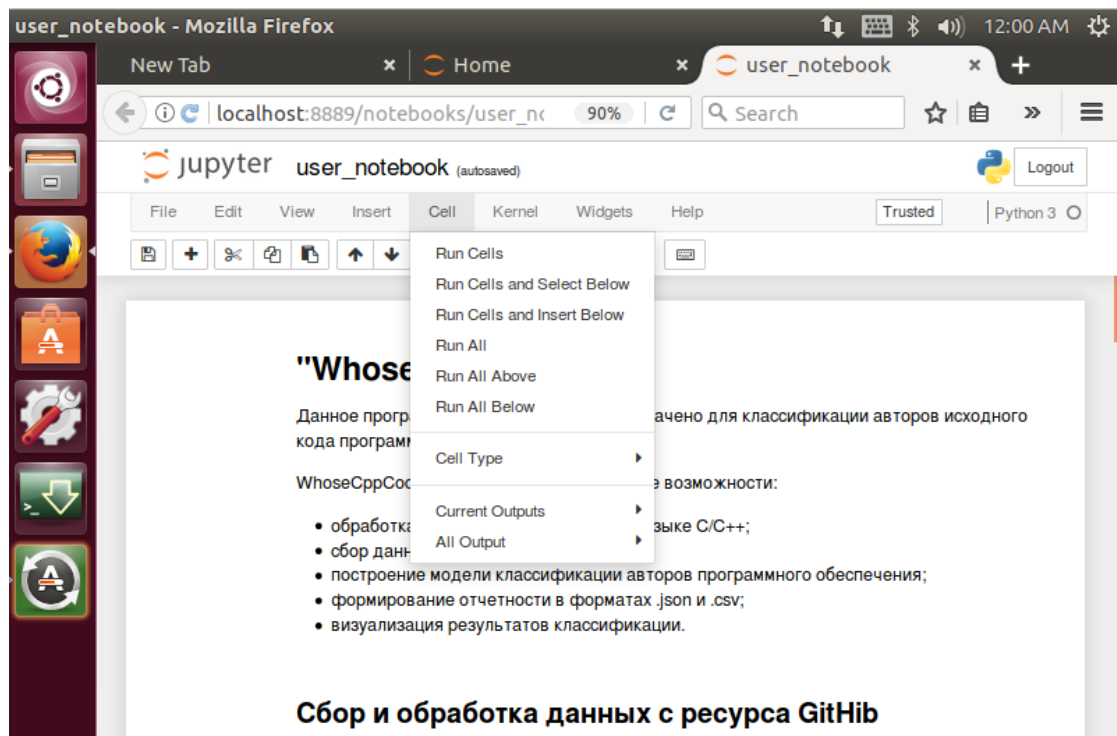 user_notebook - Mozilla Firefox 12:00 AM
New Tab Home user_notebook
localhost:8889/notebooks/user_no 90% Search
jupyter user_notebook (autosaved) Logout
File Edit View Insert Cell Kernel Widgets Help Trusted Python 3
Run Cells
Run Cells and Select Below
Run Cells and Insert Below
Run All
Run All Above
Run All Below
Cell Type
Current Outputs
All Output
"Whose
Данное прогр ачено для классификации авторов исходного
кода програм
WhoseCppCo е возможности:
• обработка зыке C/C++;
• сбор данн
• построение модели классификации авторов программного обеспечения;
• формирование отчетности в форматах .json и .csv;
• визуализация результатов классификации.
Сбор и обработка данных с ресурса GitHib